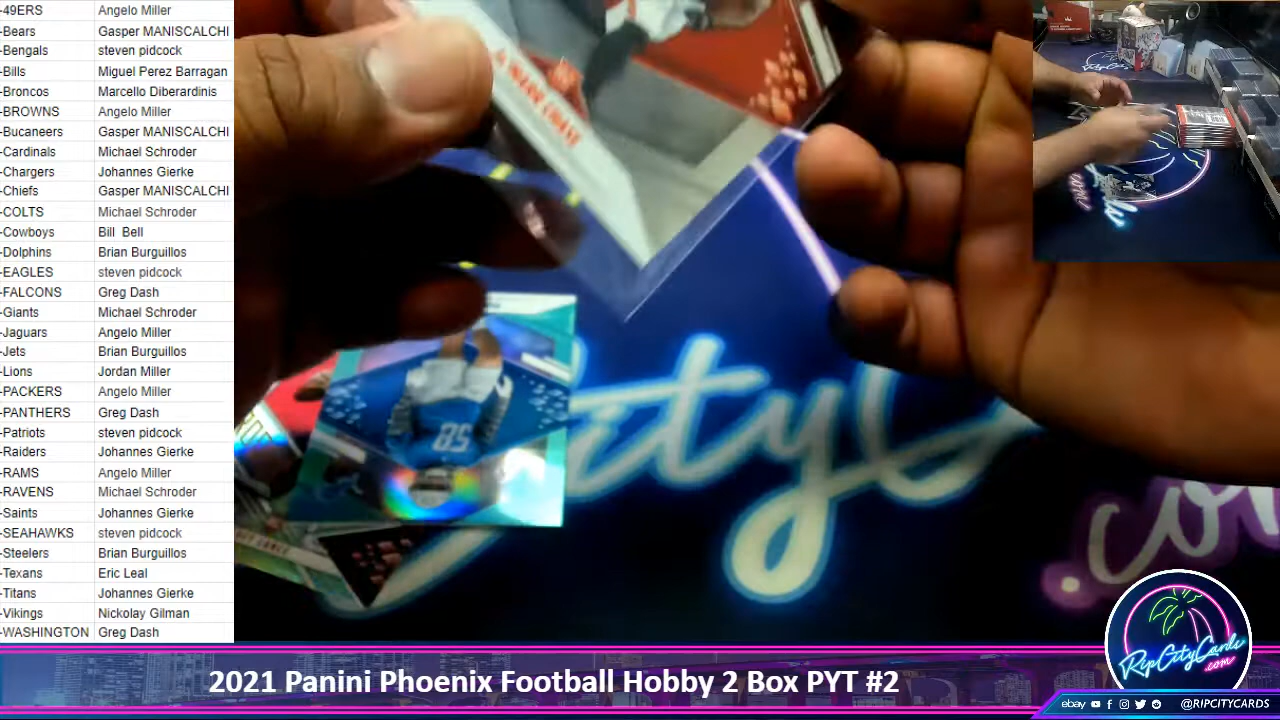 -49ERS Angelo Miller
-Bears Gasper MANISCALCHI
-Bengals steven pidcock
-Bills Miguel Perez Barragan
-Broncos Marcello Diberardinis
-BROWNS Angelo Miller
-Bucaneers Gasper MANISCALCHI
-Cardinals Michael Schroder
-Chargers Johannes Gierke
-Chiefs Gasper MANISCALCHI
-COLTS Michael Schroder
-Cowboys Bill Bell
-Dolphins Brian Burguillos
-EAGLES steven pidcock
-FALCONS Greg Dash
-Giants Michael Schroder
-Jaguars Angelo Miller
-Jets Brian Burguillos
-Lions Jordan Miller
-PACKERS Angelo Miller
-PANTHERS Greg Dash
-Patriots steven pidcock
-Raiders Johannes Gierke
-RAMS Angelo Miller
-RAVENS Michael Schroder
-Saints Johannes Gierke
-SEAHAWKS steven pidcock
-Steelers Brian Burguillos
-Texans Eric Leal
-Titans Johannes Gierke
-Vikings Nickolay Gilman
-WASHINGTON Greg Dash
85
.co
RipCityCards
.com
2021 Panini Phoenix Football Hobby 2 Box PYT #2
ebay @RIPCITYCARDS